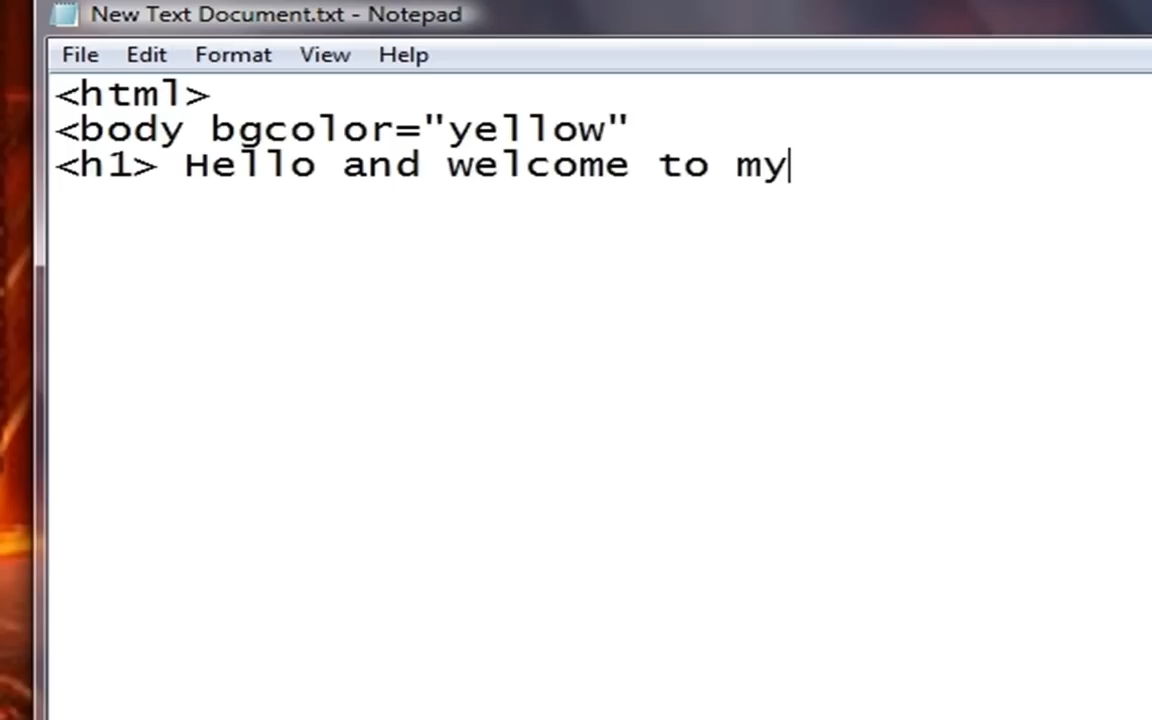 New Text Document.txt - Notepad
File Edit Format View Help
<html>
<body bgcolor="yellow"
<h1> Hello and welcome to my